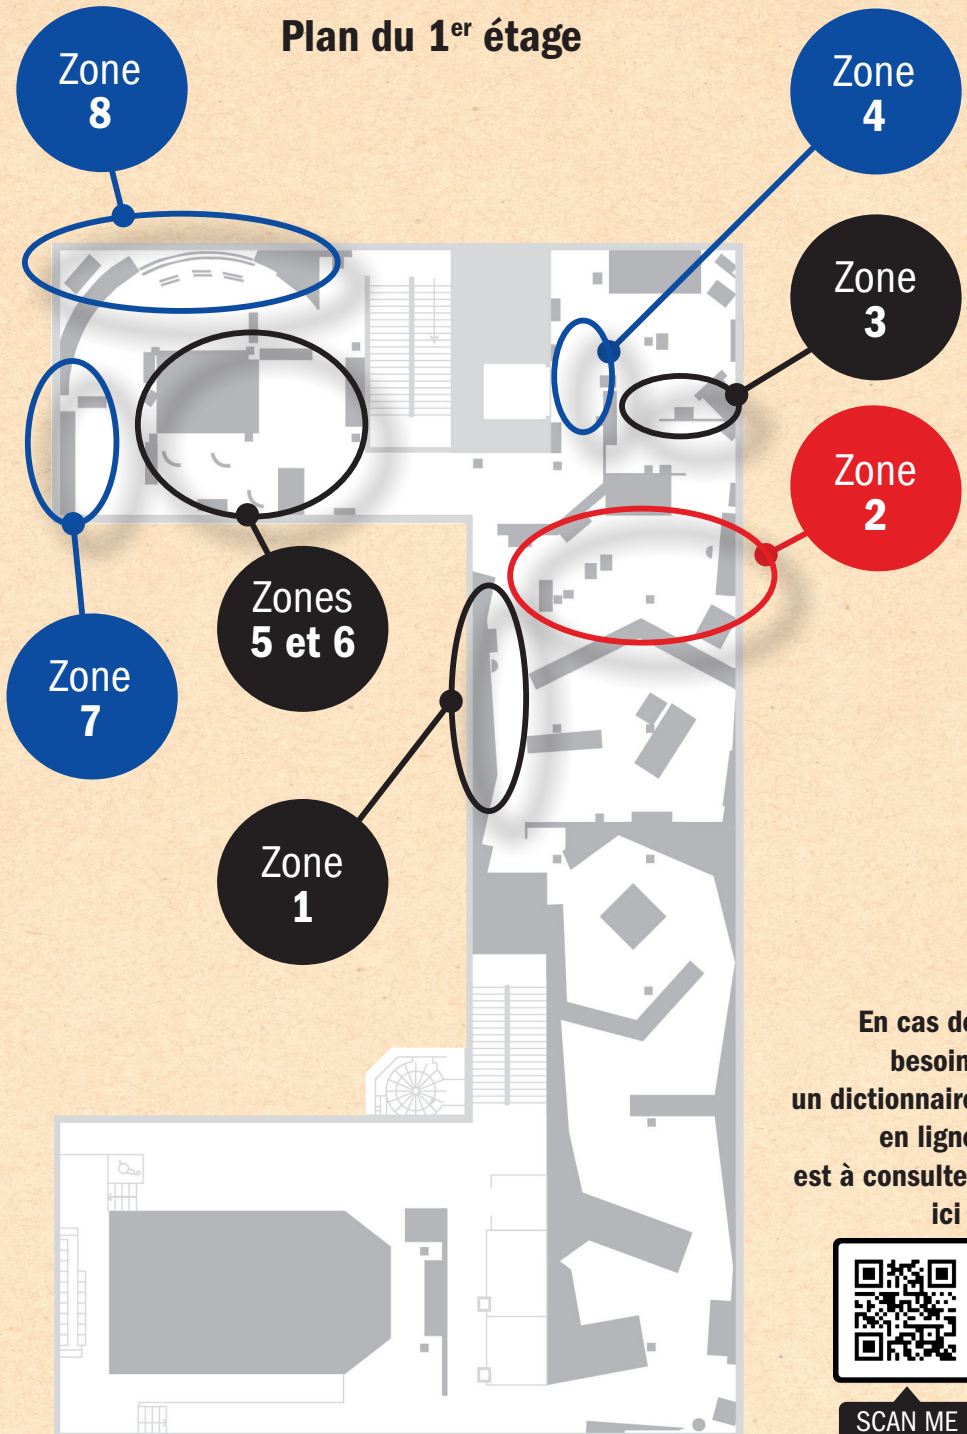 Plan du 1er étage
Zone
8
Zone
4
Zone
3
Zone
2
Zones
5 et 6
Zone
7
Zone
1
En cas de
besoin
un dictionnaire
en ligne
est à consulte
ici
SCAN ME